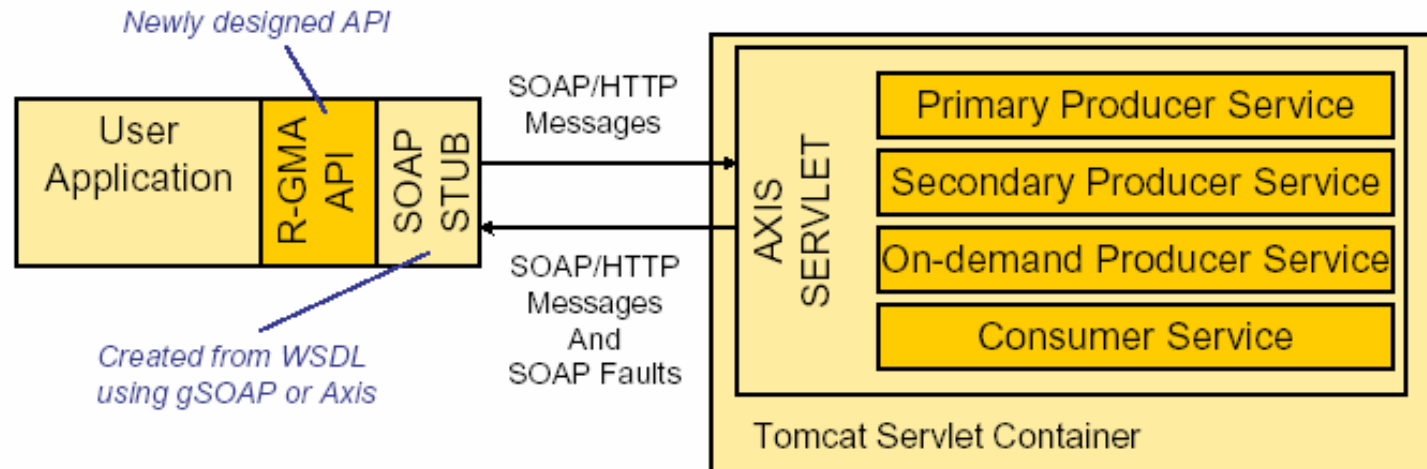 Newly designed API
User
Application
R-GMA
API
SOAP
STUB
Created from WSDL
using gSOAP or Axis
SOAP/HTTP
Messages
SOAP/HTTP
Messages
And
SOAP Faults
AXIS
SERVLET
Primary Producer Service
Secondary Producer Service
On-demand Producer Service
Consumer Service
Tomcat Servlet Container